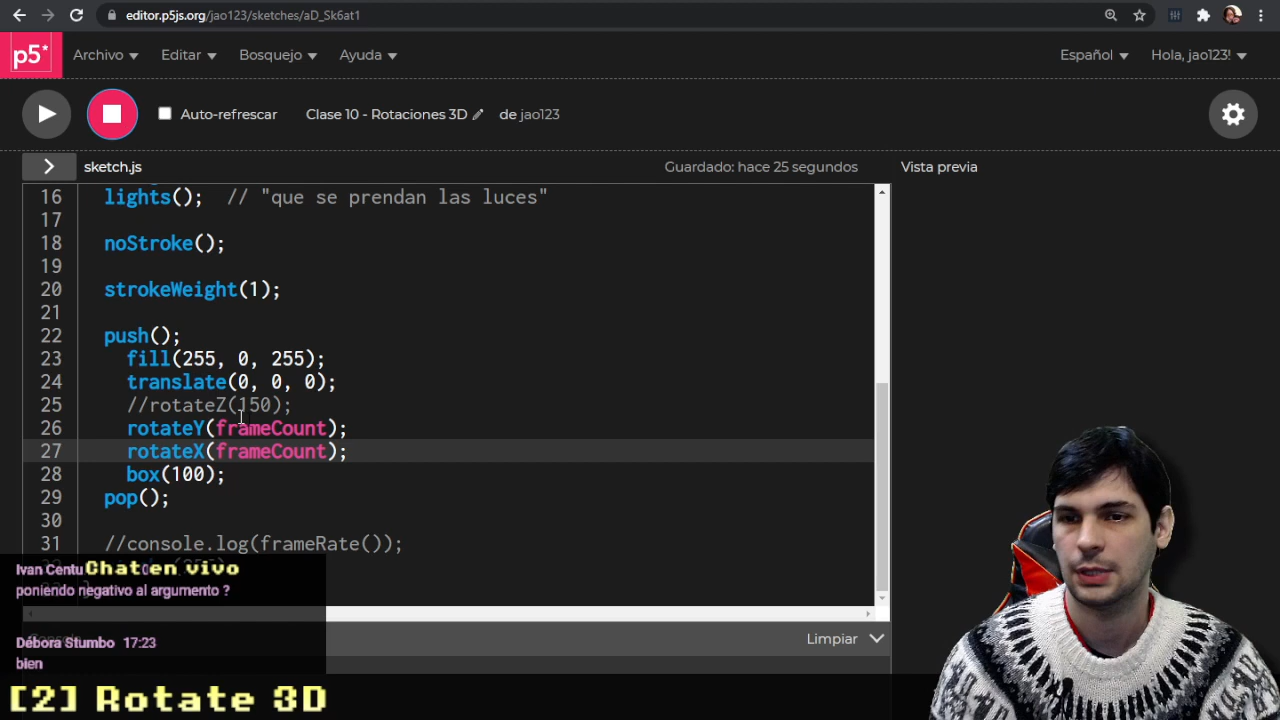 editor.p5js.org/jao123/sketches/aD_Sk6at1
p5* Archivo Editar Bosquejo Ayuda Español Hola, jao123!
Auto-refrescar Clase 10 - Rotaciones 3D de jao123
> sketch.js Guardado: hace 25 segundos Vista previa
16 lights(); // "que se prendan las luces"
17
18 noStroke();
19
20 strokeWeight(1);
21
22 push();
23 fill(255, 0, 255);
24 translate(0, 0, 0);
25 //rotateZ(150);
26 rotateY(frameCount);
27 rotateX(frameCount);
28 box(100);
29 pop();
30
31 //console.log(frameRate());
Chat en vivo
Ivan Centu
poniendo negativo al argumento ?
Limpiar
Débora Stumbo 17:23
bien
[2] Rotate 3D